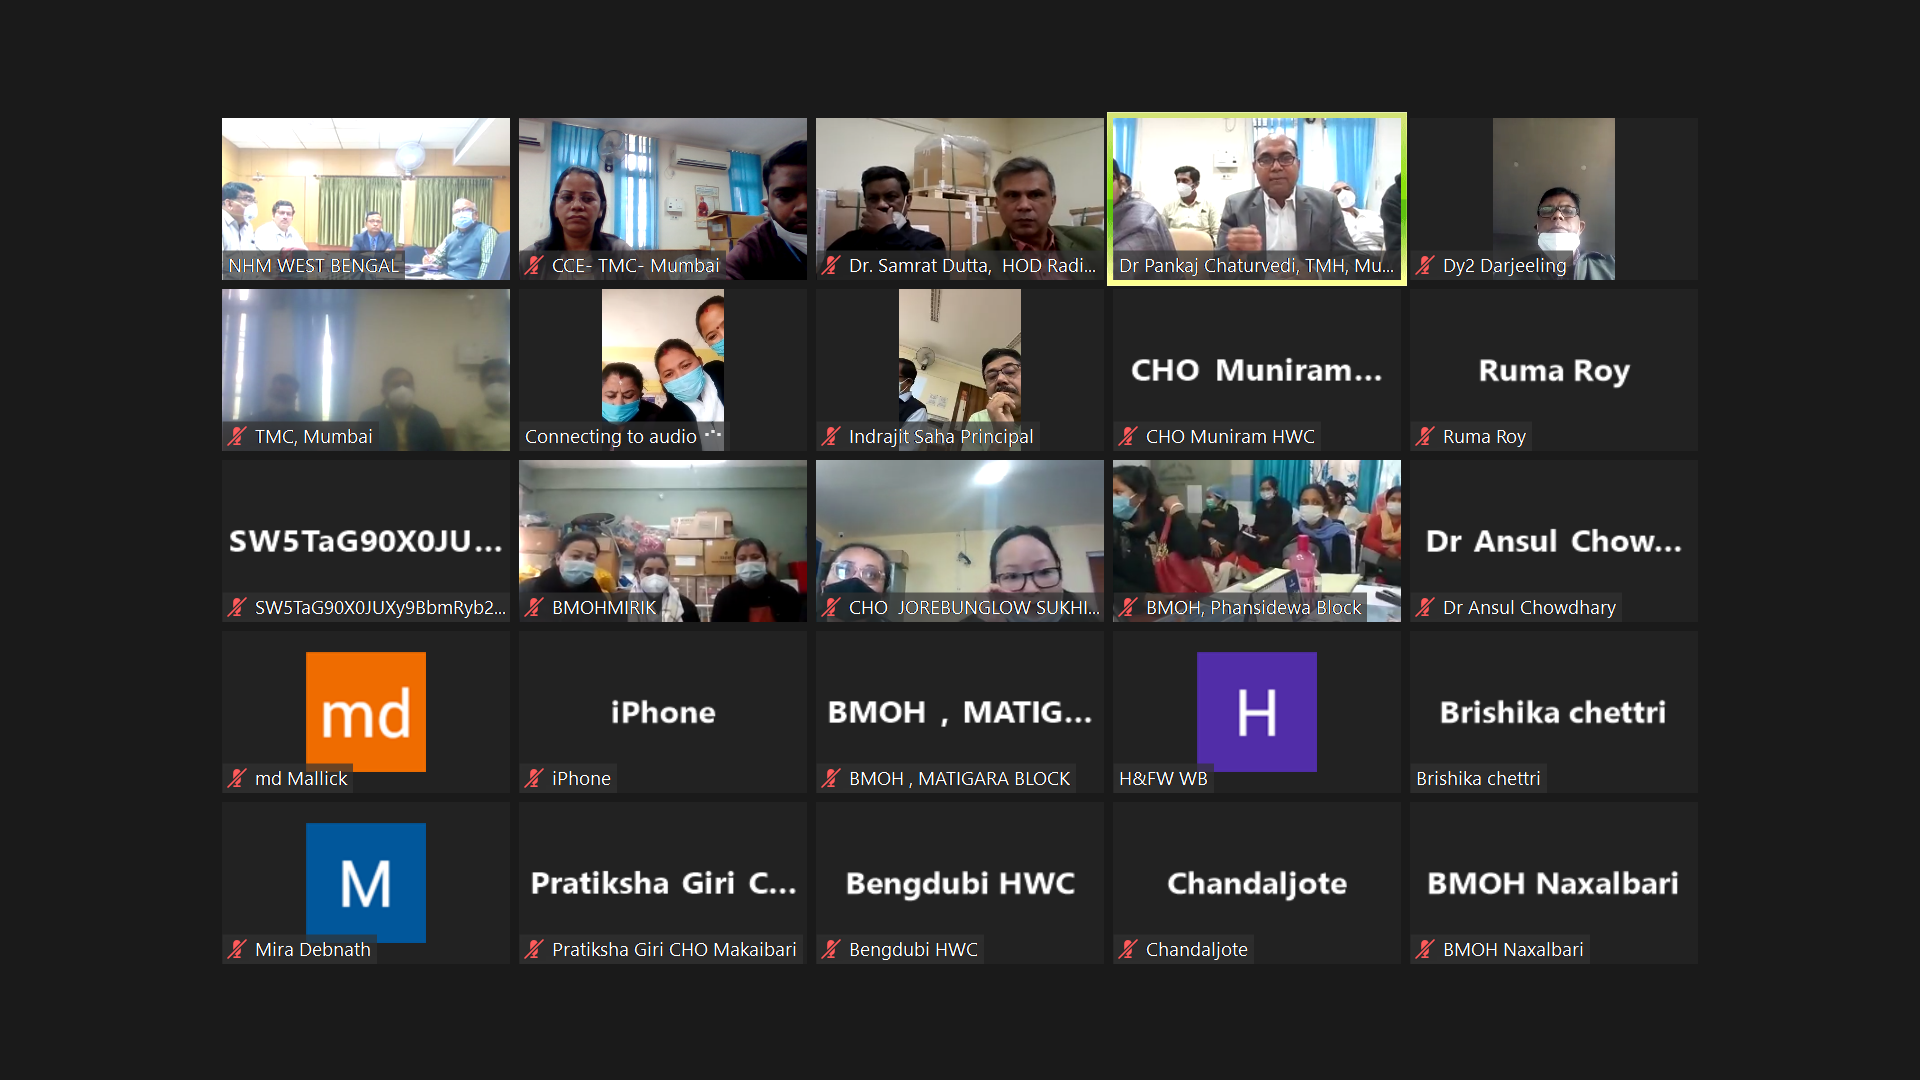 NHM WEST BENGAL
CCE- TMC- Mumbai
Dr. Samrat Dutta,  HOD Radi...
Dr Pankaj Chaturvedi, TMH, Mu...
Dy2 Darjeeling
TMC, Mumbai
Connecting to audio
Indrajit Saha Principal
CHO Muniram...
CHO Muniram HWC
Ruma Roy
Ruma Roy
SW5TaG90X0JU...
SW5TaG90X0JUXy9BbmRyb2...
BMOHMIRIK
CHO  JOREBUNGLOW SUKHI...
BMOH, Phansidewa Block
Dr Ansul Chow...
Dr Ansul Chowdhary
md
md Mallick
iPhone
iPhone
BMOH , MATIG...
BMOH , MATIGARA BLOCK
H
H&FW WB
Brishika chettri
Brishika chettri
M
Mira Debnath
Pratiksha Giri C...
Pratiksha Giri CHO Makaibari
Bengdubi HWC
Bengdubi HWC
Chandaljote
Chandaljote
BMOH Naxalbari
BMOH Naxalbari